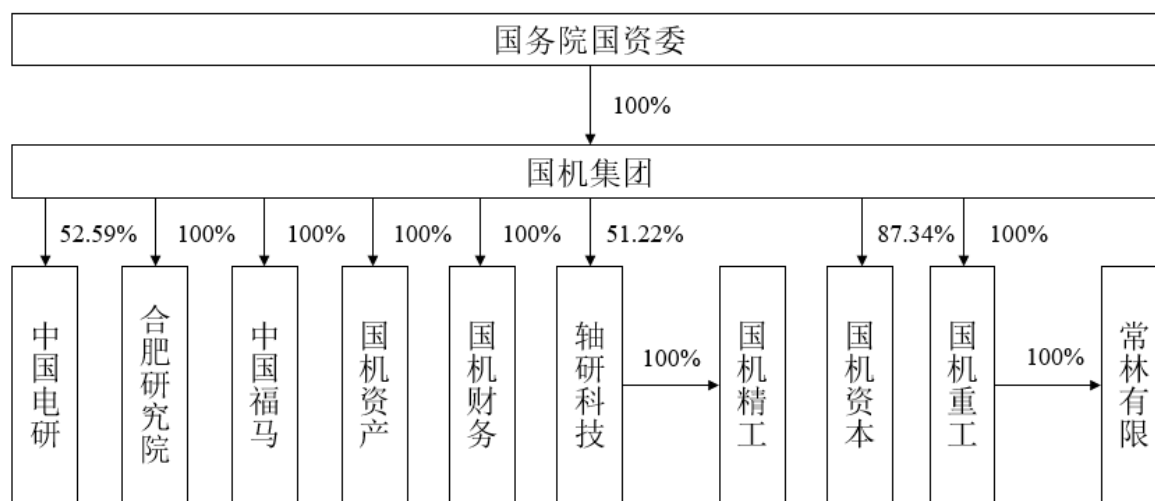 国务院国资委
100%
国机集团
52.59%
100%
100%
100%
100%
51.22%
87.34%
100%
中国电研
合肥研究院
中国福马
国机资产
国机财务
轴研科技
100%
国机精工
国机资本
国机重工
100%
常林有限